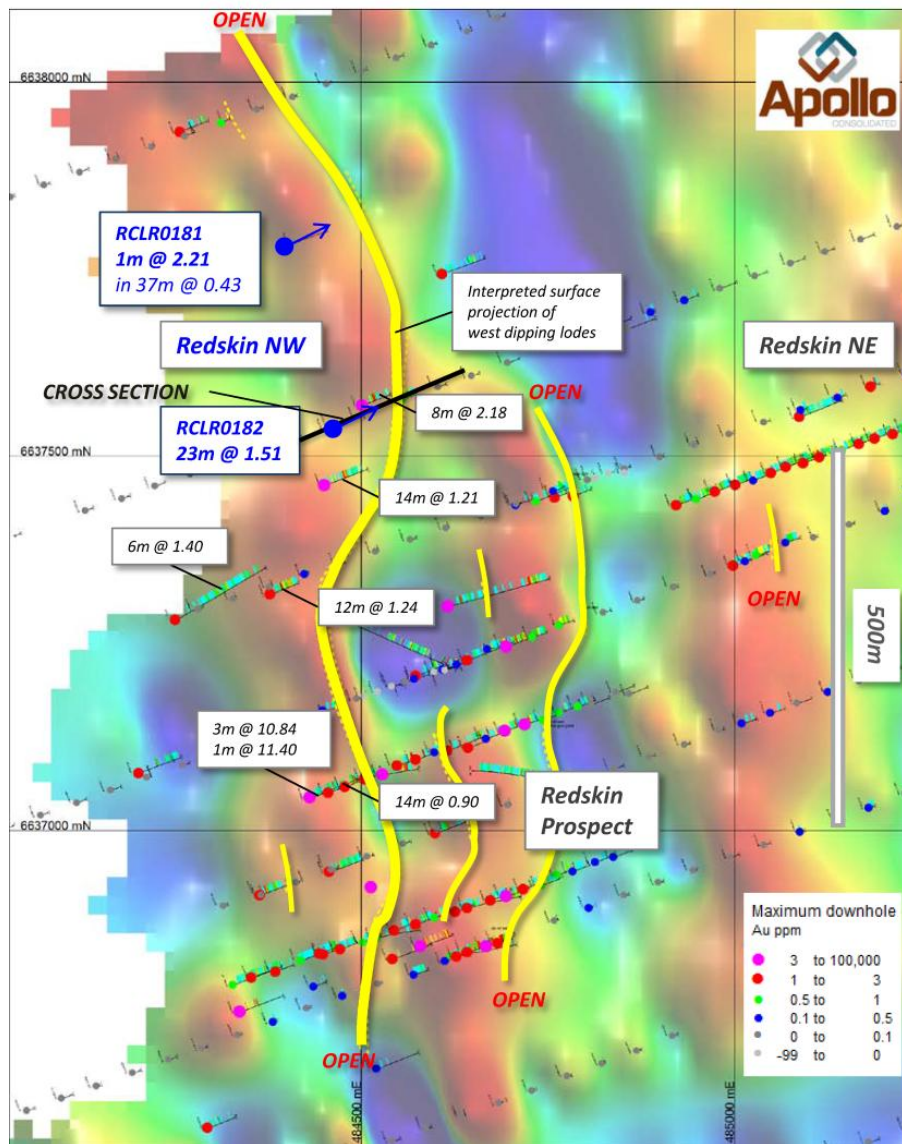 OPEN
6638000 mN
Apollo
CONSOLIDATED
RCLR0181
1m @ 2.21
in 37m @ 0.43
Interpreted surface
projection of
west dipping lodes
Redskin NW
Redskin NE
CROSS SECTION
OPEN
8m @ 2.18
RCLR0182
23m @ 1.51
6637500 mN
14m @ 1.21
6m @ 1.40
12m @ 1.24
OPEN
500m
3m @ 10.84
1m @ 11.40
14m @ 0.90
Redskin
Prospect
6637000 mN
Maximum downhole
Au ppm
3 to 100,000
1 to 3
0.5 to 1
0.1 to 0.5
0 to 0.1
-99 to 0
OPEN
OPEN
484500 mE
485000 mE